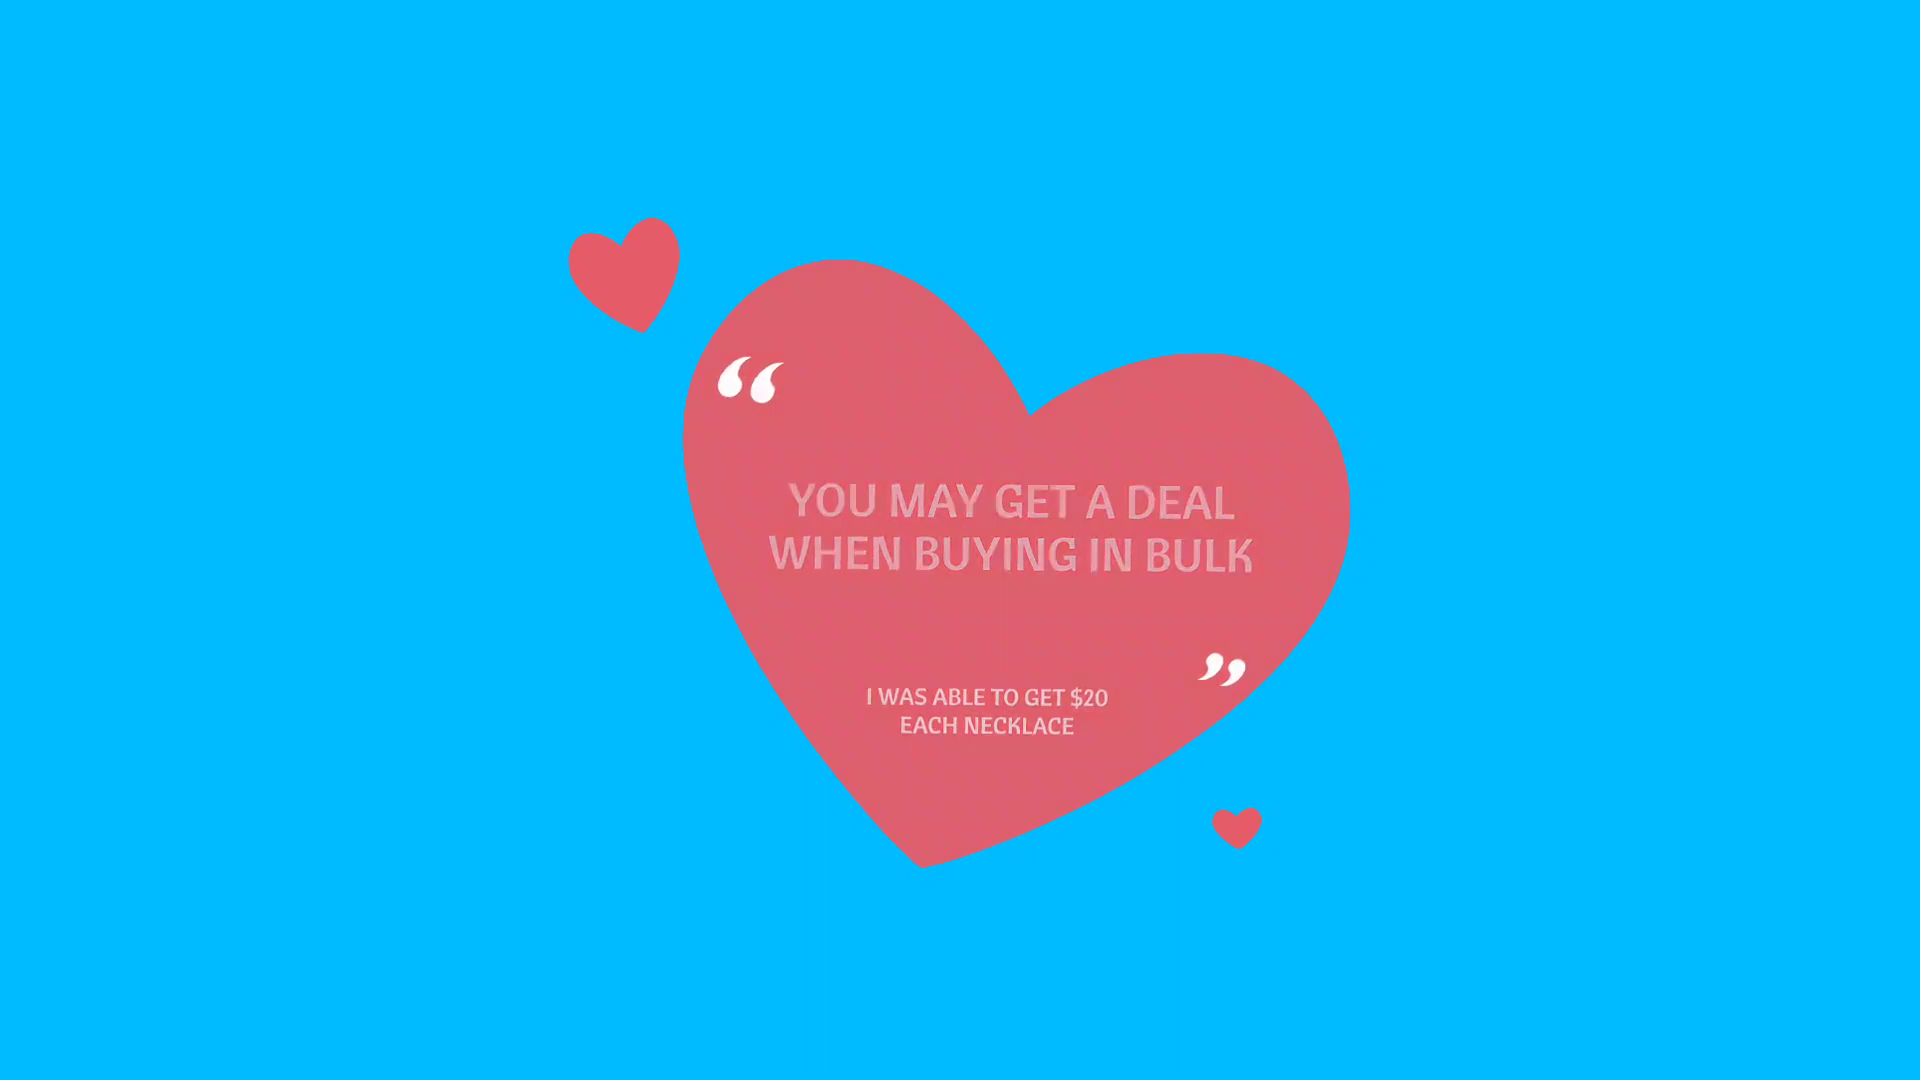 “
YOU MAY GET A DEAL
WHEN BUYING IN BULK
”
I WAS ABLE TO GET $20
EACH NECKLACE